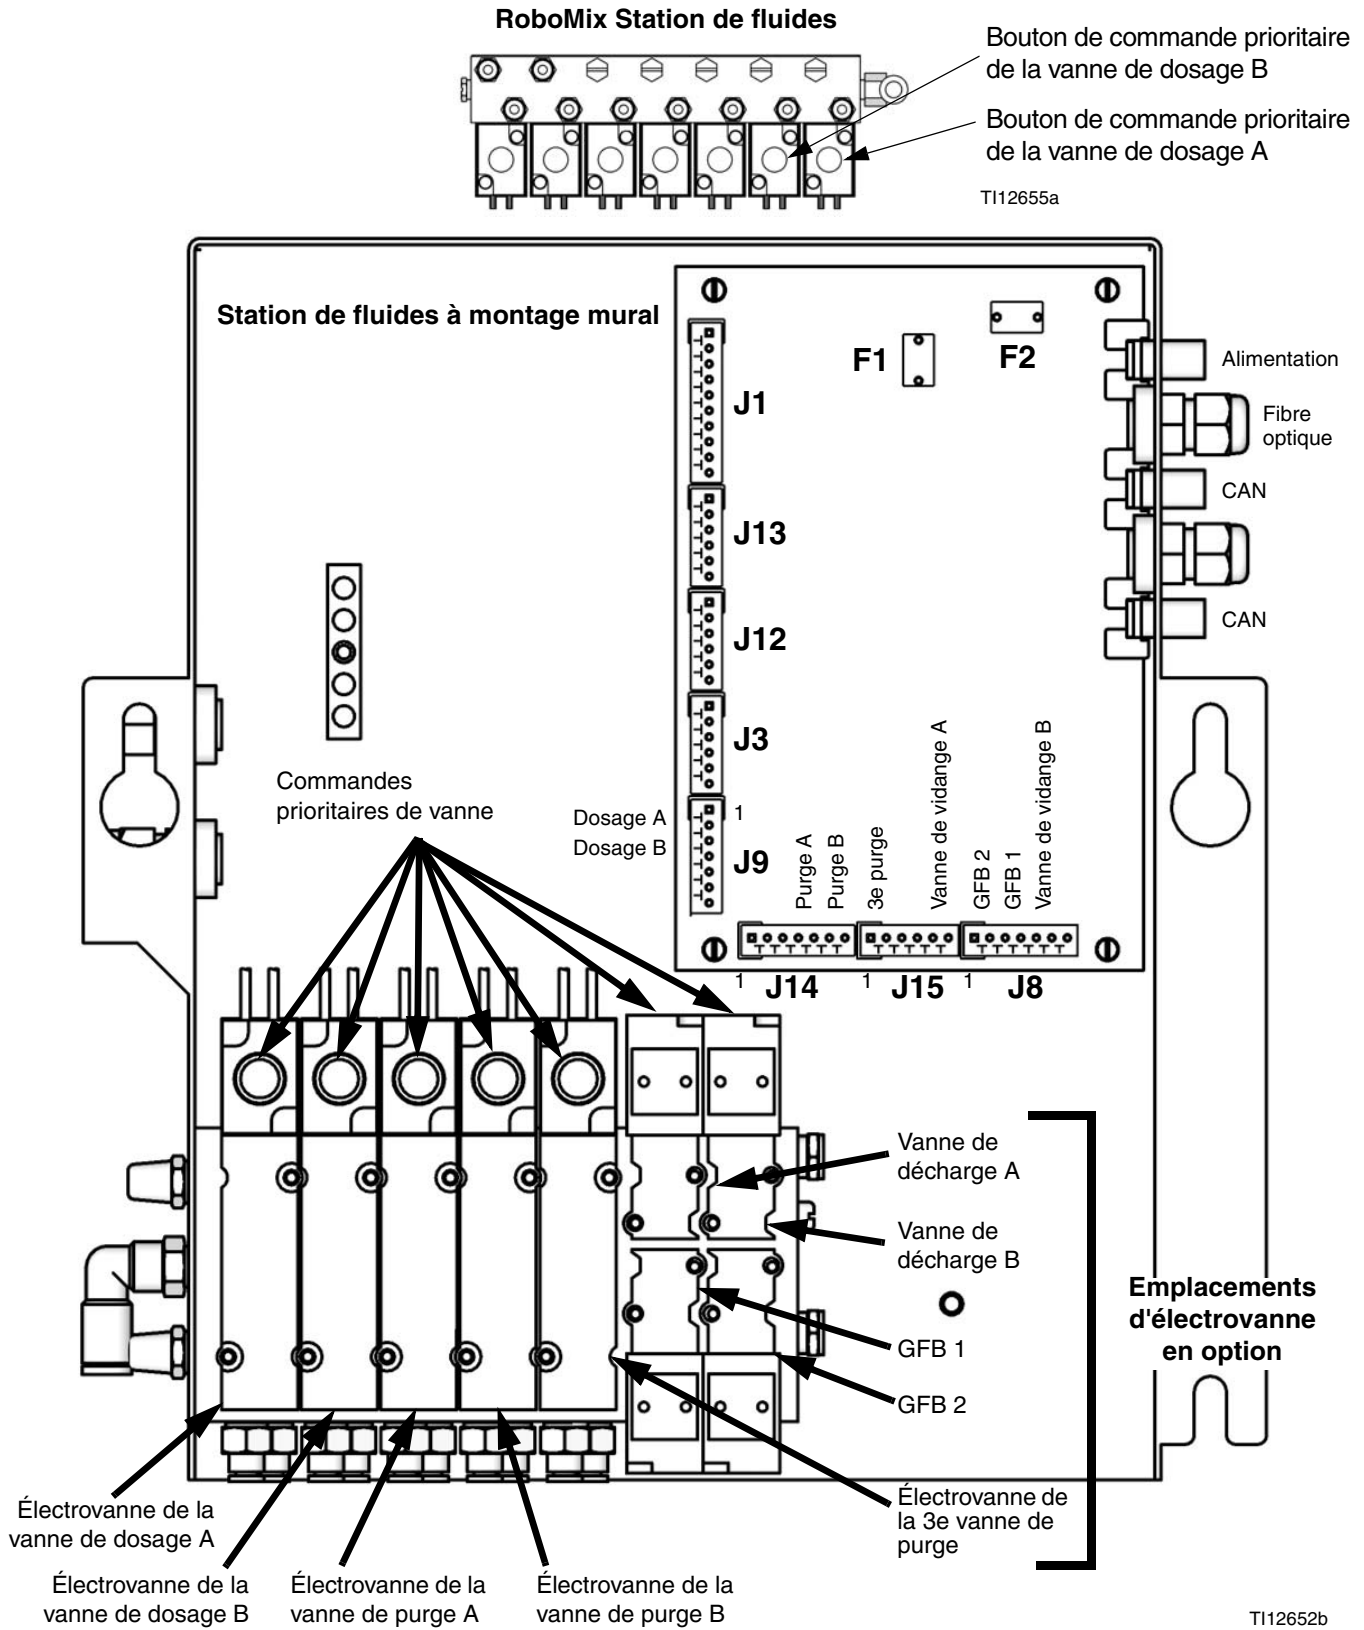 RoboMix Station de fluides
Bouton de commande prioritaire
de la vanne de dosage B
Bouton de commande prioritaire
de la vanne de dosage A
TI12655a
Station de fluides à montage mural
F1
F2
Alimentation
Fibre
optique
CAN
CAN
J1
J13
J12
J3
J9
Commandes
prioritaires de vanne
Dosage A
Dosage B
1
Purge A
Purge B
3e purge
Vanne de vidange A
GFB 2
GFB 1
Vanne de vidange B
1
J14
1
J15
1
J8
Vanne de
décharge A
Vanne de
décharge B
GFB 1
GFB 2
Emplacements
d'électrovanne
en option
Électrovanne de
la 3e vanne de
purge
Électrovanne de la
vanne de dosage A
Électrovanne de la
vanne de dosage B
Électrovanne de la
vanne de purge A
Électrovanne de la
vanne de purge B
TI12652b